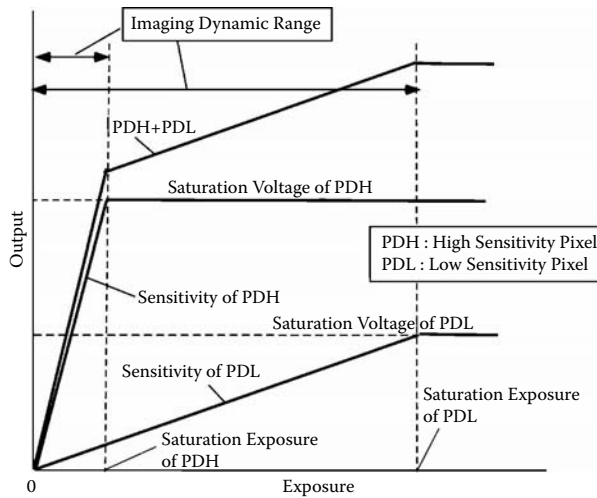 Imaging Dynamic Range
PDH+PDL
Saturation Voltage of PDH
PDH : High Sensitivity Pixel
PDL : Low Sensitivity Pixel
Output
Sensitivity of PDH
Saturation Voltage of PDL
Sensitivity of PDL
Saturation Exposure
of PDL
Saturation Exposure
of PDH
0
Exposure